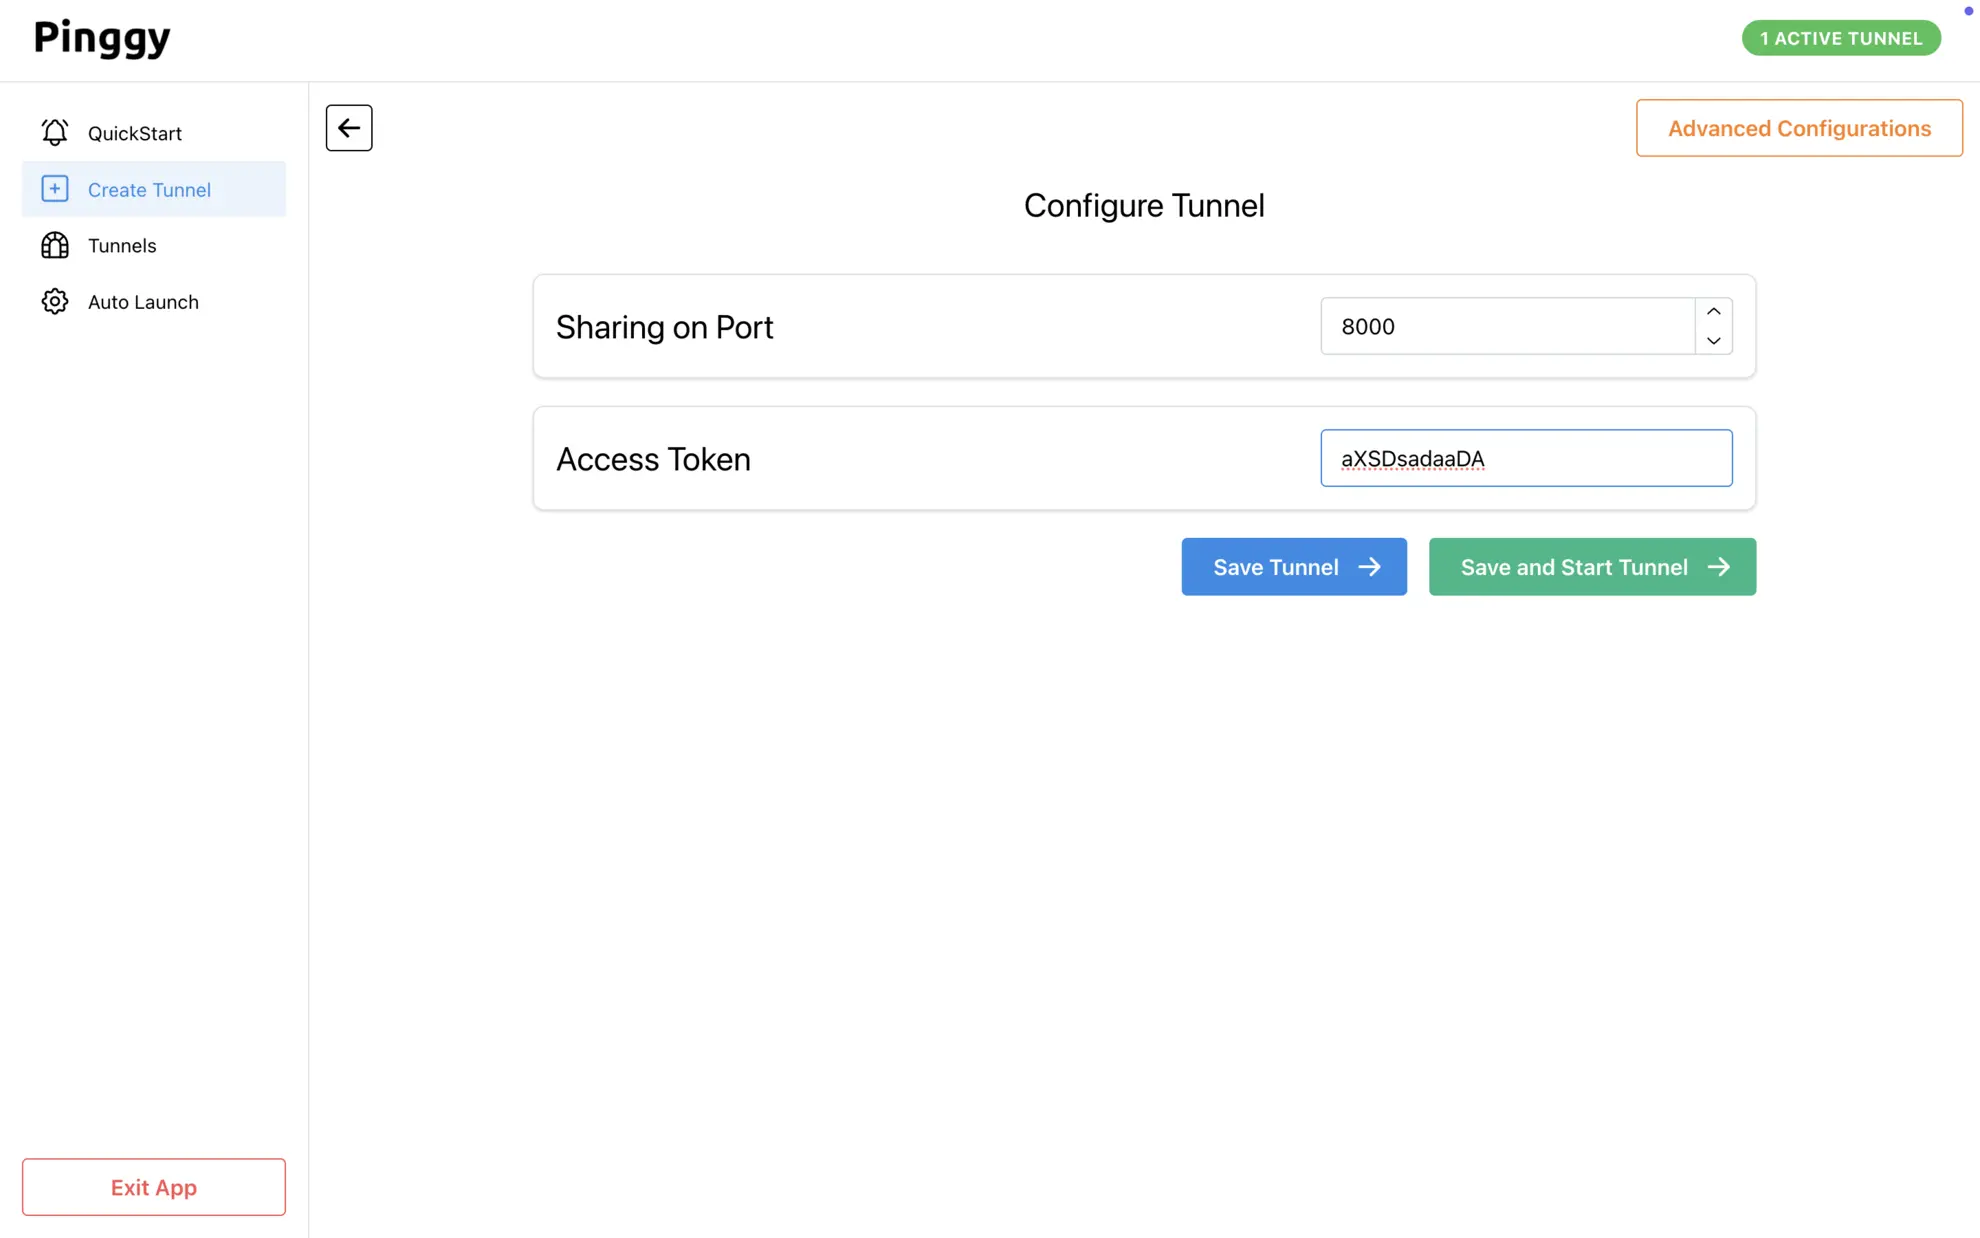 Pinggy
1 ACTIVE TUNNEL
QuickStart
Create Tunnel
Tunnels
Auto Launch
Advanced Configurations
Configure Tunnel
Sharing on Port
8000
Access Token
aXSDsadaaDA
Save Tunnel
Save and Start Tunnel
Exit App